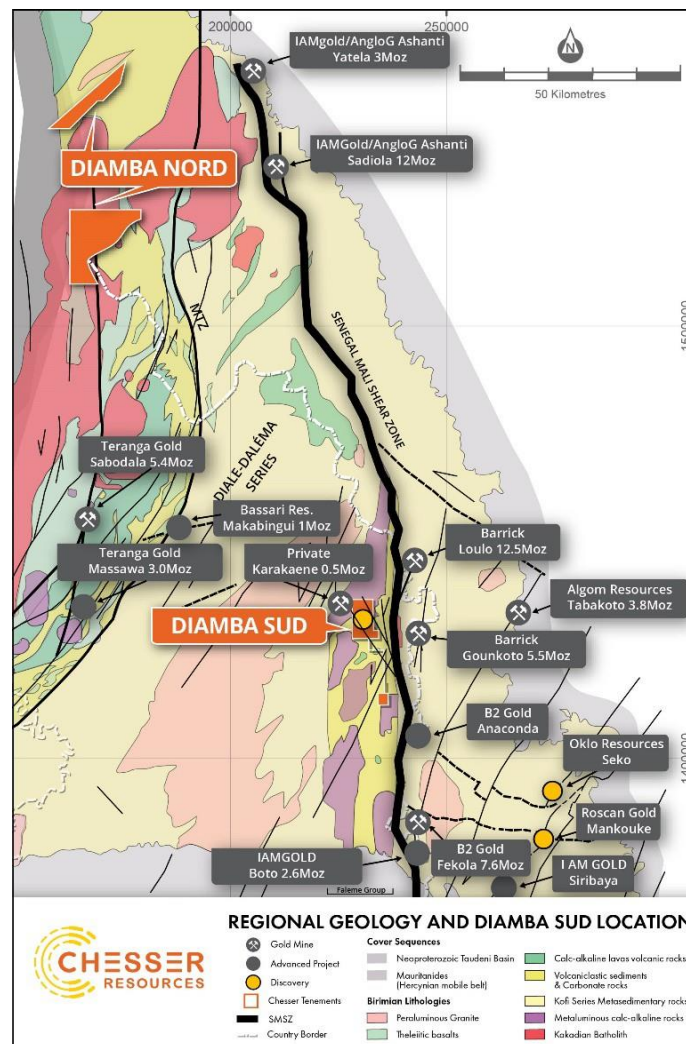 200000
250000
IAMgold/AngloG Ashanti
Yatela 3Moz
N
50 Kilometres
IAMGold/AngloG Ashanti
Sadiola 12Moz
DIAMBA NORD
MTZ
1500000
SENEGAL MALI SHEAR ZONE
DIALE-DALÉMA
SERIES
Teranga Gold
Sabodala 5.4Moz
Bassari Res.
Makabingui 1Moz
Teranga Gold
Massawa 3.0Moz
Private
Karakaene 0.5Moz
Barrick
Loulo 12.5Moz
Algom Resources
Tabakoto 3.8Moz
DIAMBA SUD
Barrick
Gounkoto 5.5Moz
B2 Gold
Anaconda
Oklo Resources
Seko
1400000
Roscan Gold
Mankouke
B2 Gold
Fekola 7.6Moz
IAMGOLD
Boto 2.6Moz
I AM GOLD
Siribaya
Faleme Group
CHESSER
RESOURCES
REGIONAL GEOLOGY AND DIAMBA SUD LOCATION
Gold Mine
Advanced Project
Discovery
Chesser Tenements
SMSZ
Country Border
Cover Sequences
Neoproterozoic Taudeni Basin
Mauritanides
(Hercynian mobile belt)
Birimian Lithologies
Peraluminous Granite
Theleiitic basalts
Calc-alkaline lavas volcanic rocks
Volcaniclastic sediments
& Carbonate rocks
Kofi Series Metasedimentary rocks
Metaluminous calc-alkaline rocks
Kakadian Batholith